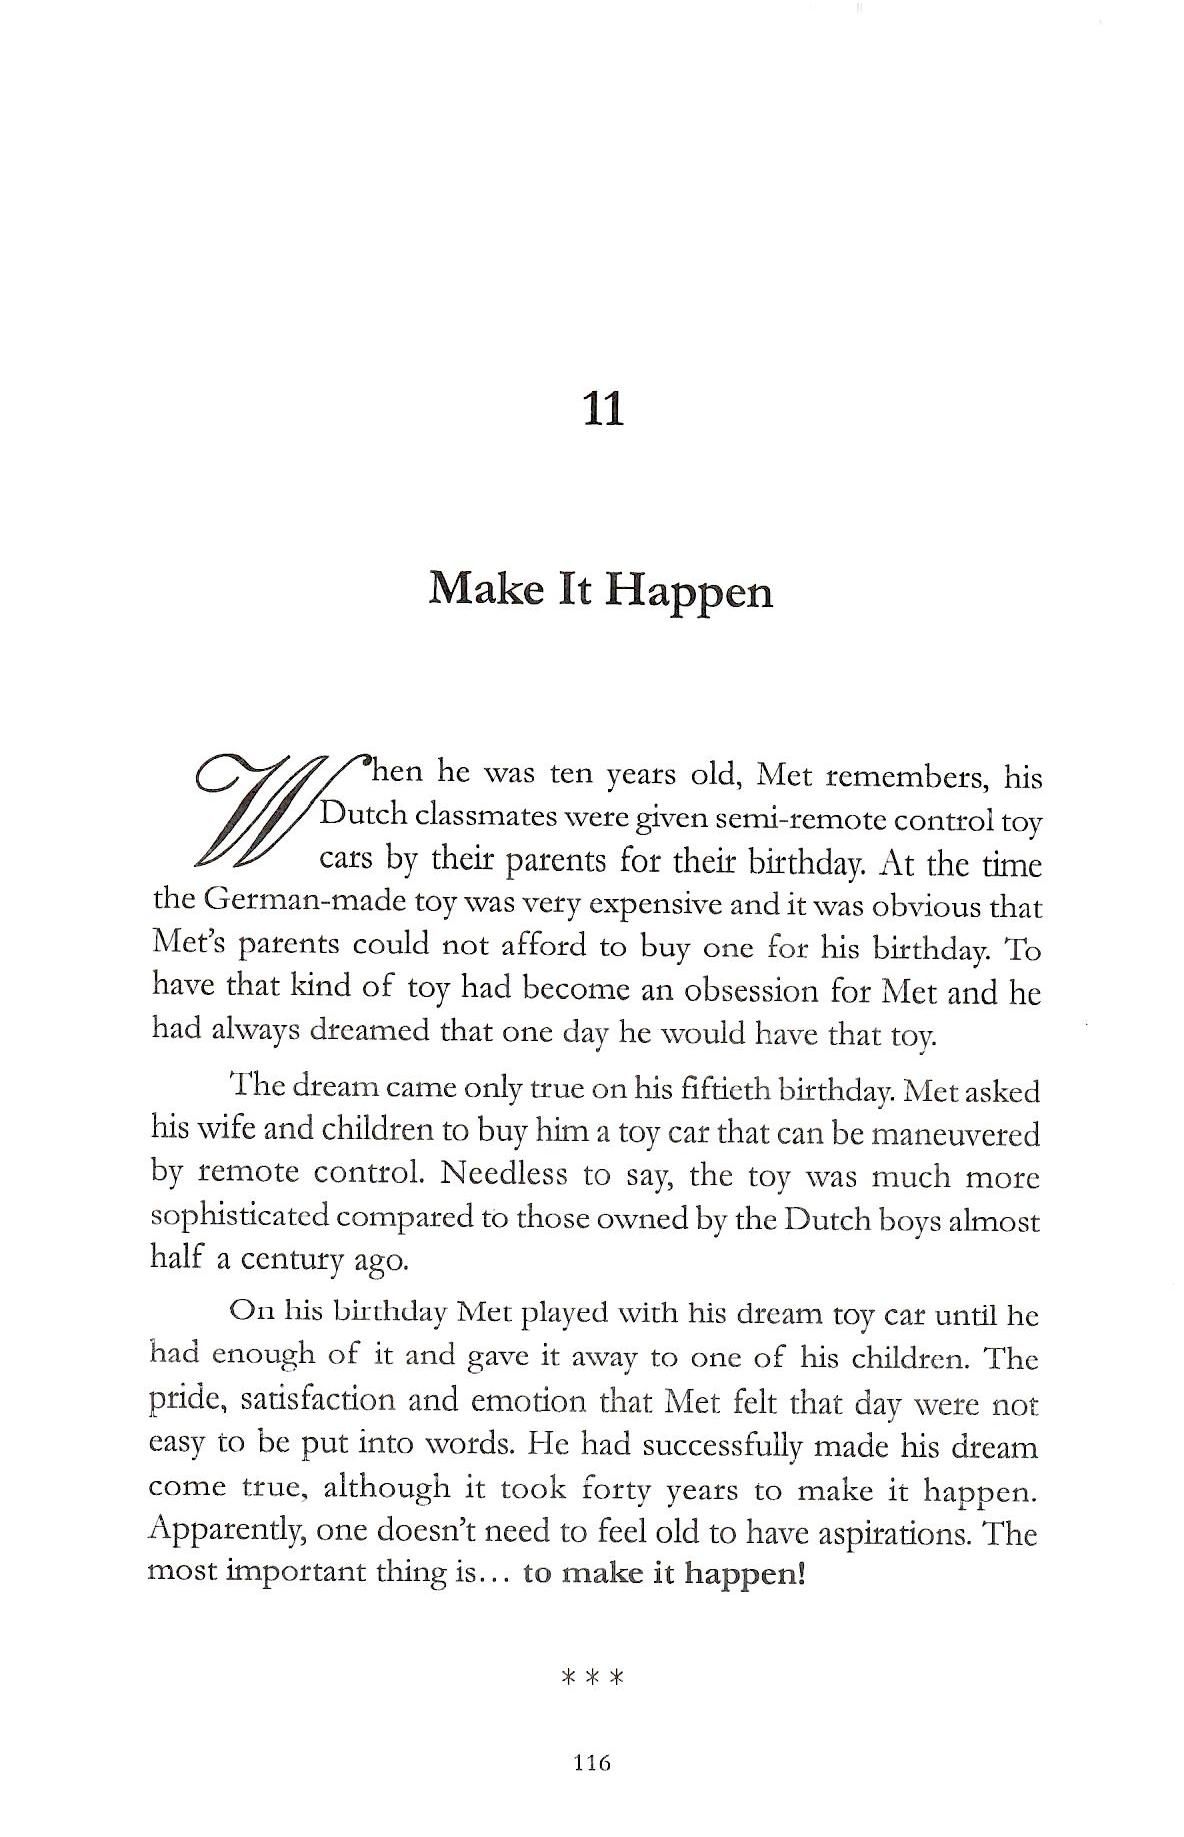 11
Make It Happen
When he was ten years old, Met remembers, his
Dutch classmates were given semi-remote control toy
cars by their parents for their birthday. At the time
the German-made toy was very expensive and it was obvious that
Met's parents could not afford to buy one for his birthday. To
have that kind of toy had become an obsession for Met and he
had always dreamed that one day he would have that toy.
The dream came only true on his fiftieth birthday. Met asked
his wife and children to buy him a toy car that can be maneuvered
by remote control. Needless to say, the toy was much more
sophisticated compared to those owned by the Dutch boys almost
half a century ago.
On his birthday Met played with his dream toy car until he
had enough of it and gave it away to one of his children. The
pride, satisfaction and emotion that Met felt that day were not
easy to be put into words. He had successfully made his dream
come true, although it took forty years to make it happen.
Apparently, one doesn't need to feel old to have aspirations. The
most important thing is... to make it happen!
* * *
116